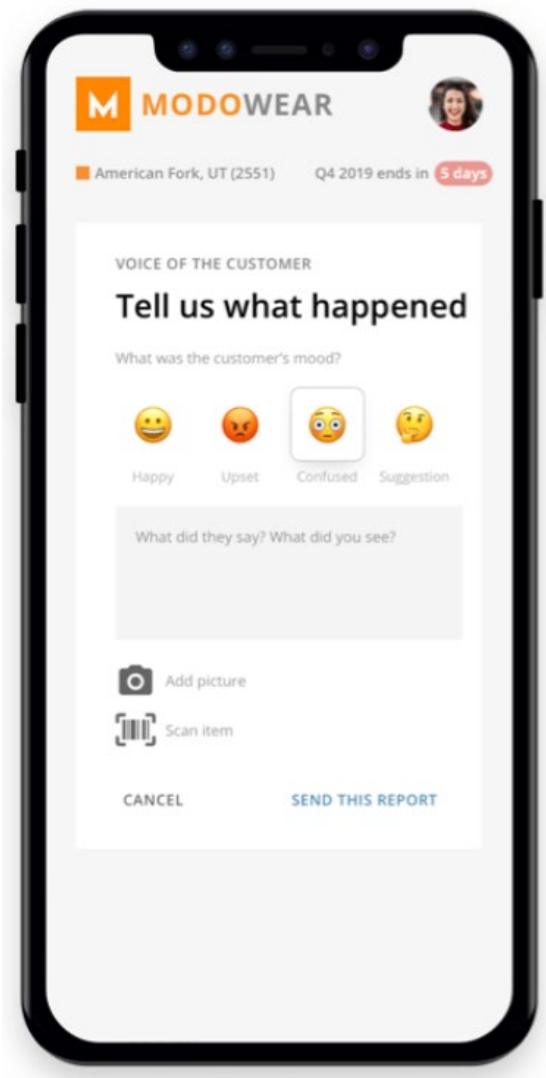 M MODOWEAR
American Fork, UT (2551) Q4 2019 ends in 5 days
VOICE OF THE CUSTOMER
Tell us what happened
What was the customer's mood?
Happy Upset Confused Suggestion
What did they say? What did you see?
Add picture
Scan item
CANCEL SEND THIS REPORT